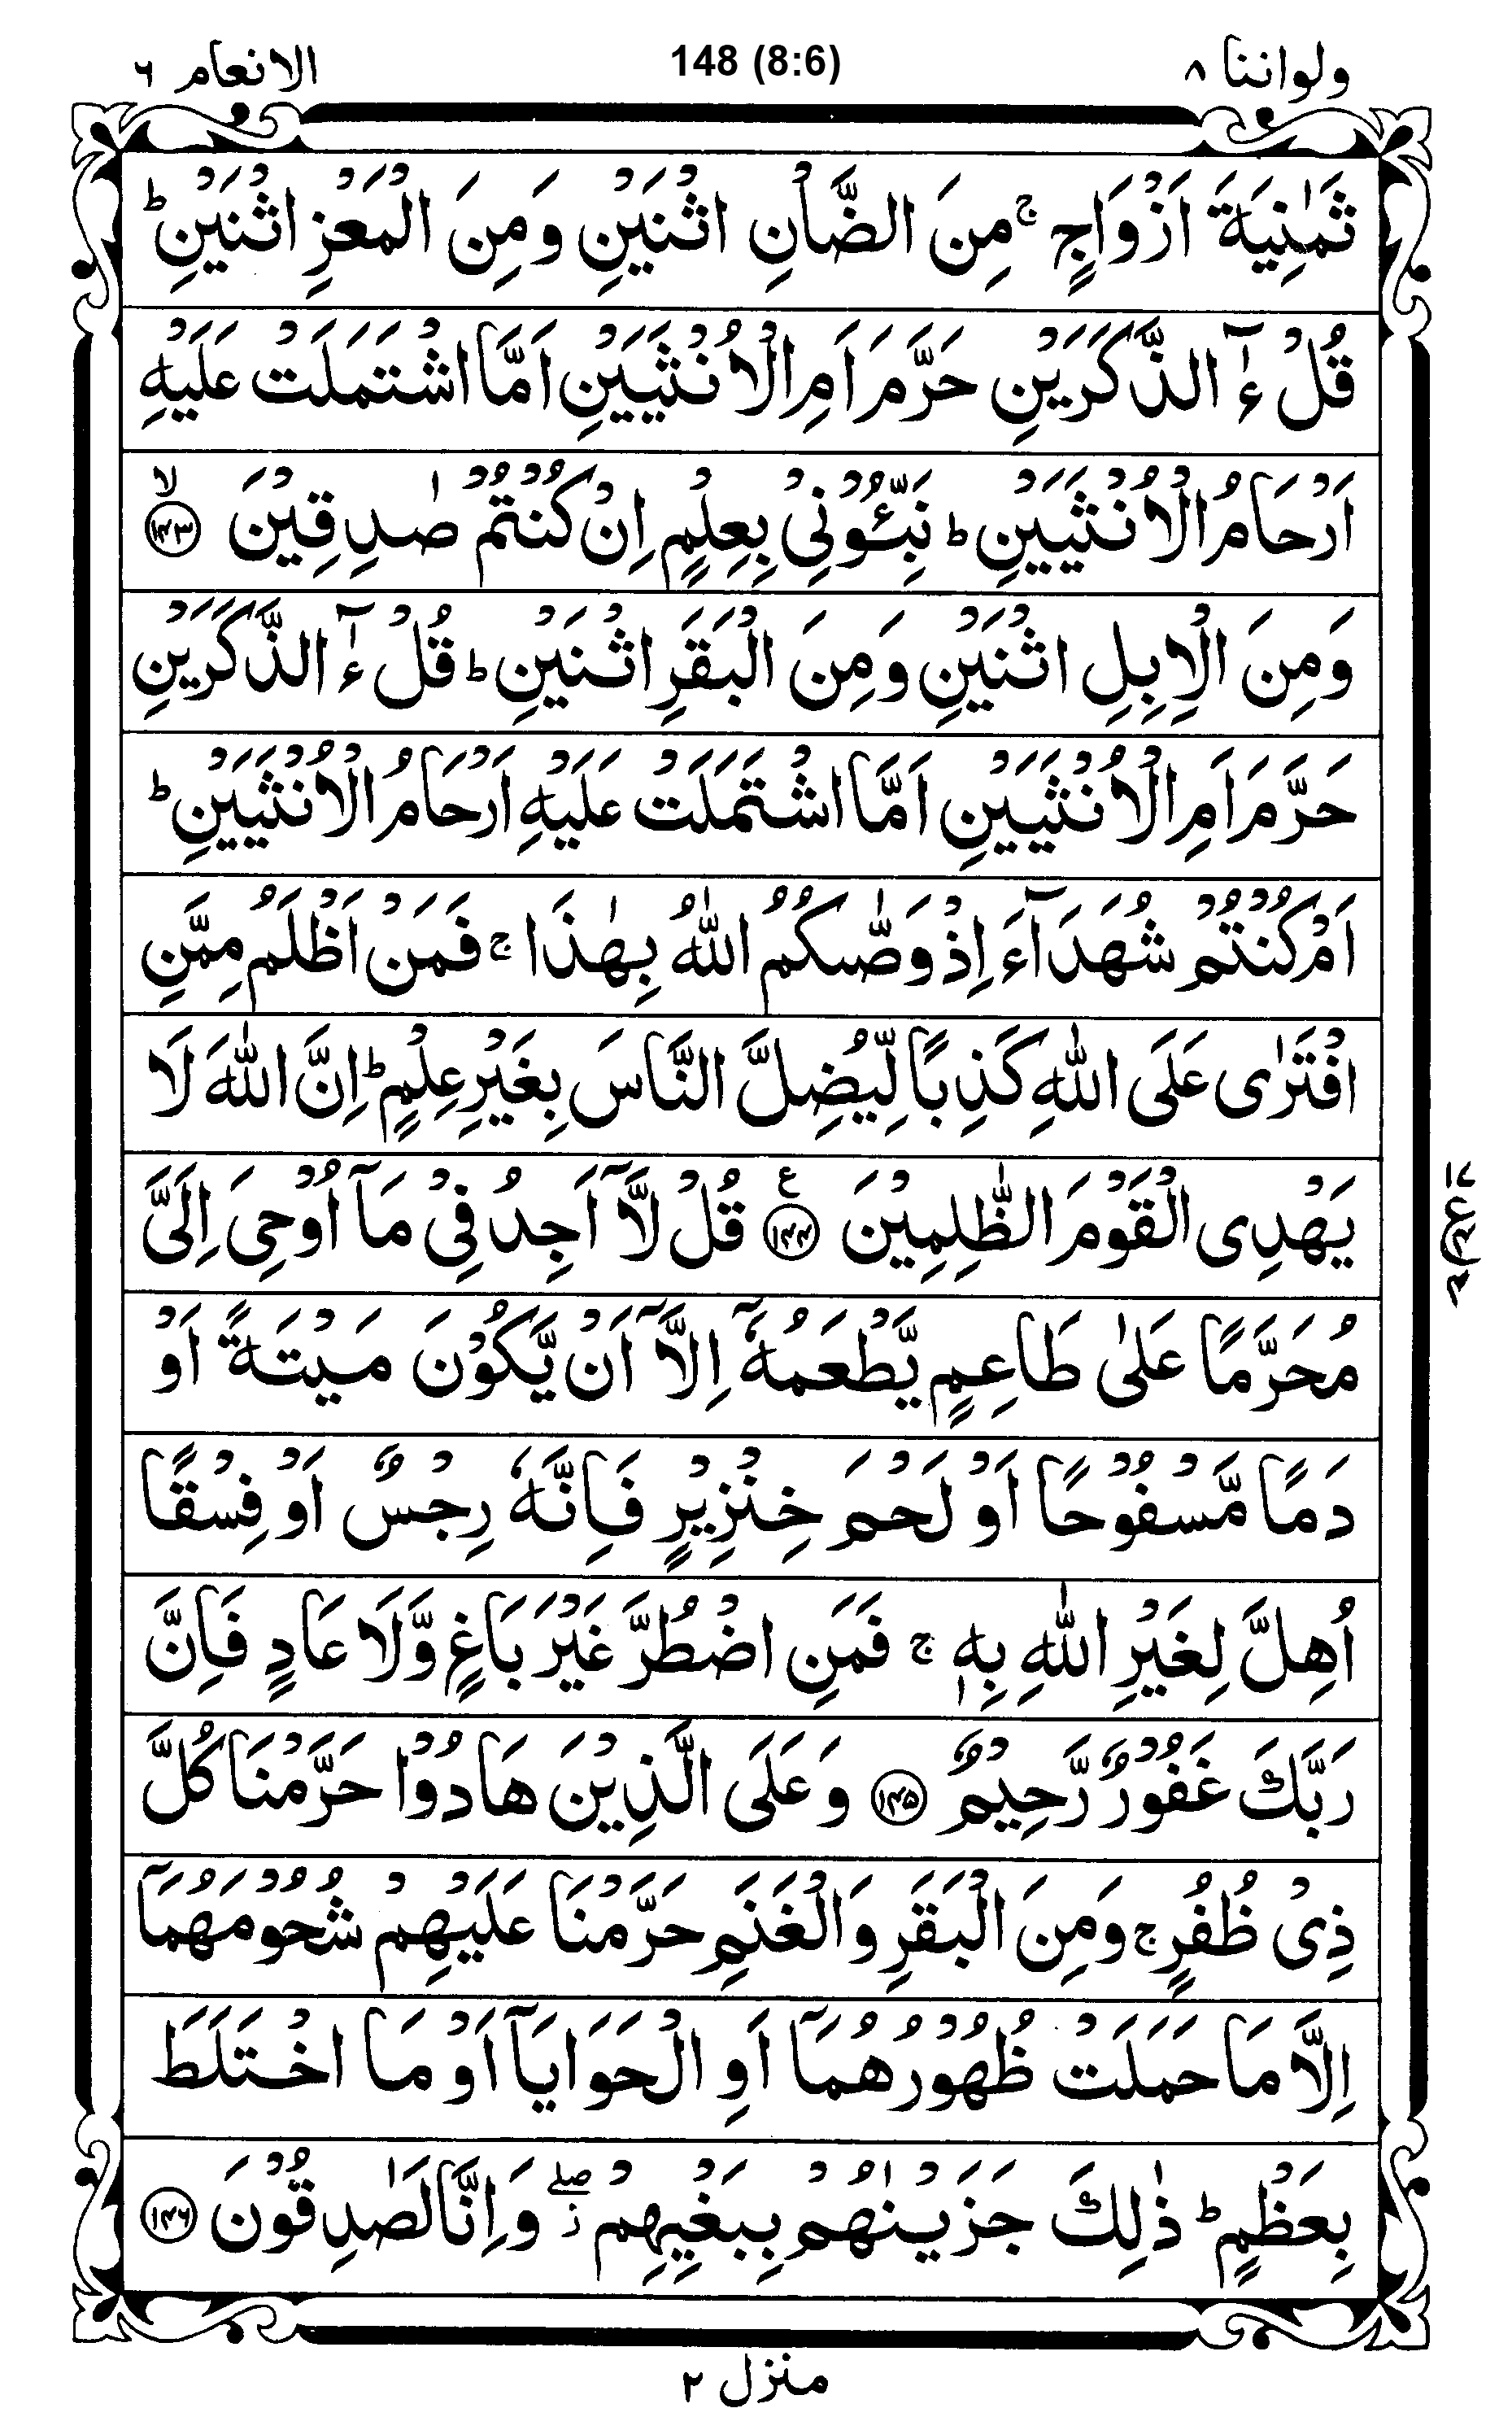 ولواننا ٨ 148 (8:6) الانعام ٦
ثَمٰنِيَةَ اَزْوَاجٍ ۚ مِنَ الضَّاْنِ اثْنَيْنِ وَمِنَ الْمَعْزِ اثْنَيْنِ ؕ
قُلْ ءٰٓالذَّكَرَيْنِ حَرَّمَ اَمِ الْاُنْثَيَيْنِ اَمَّا اشْتَمَلَتْ عَلَيْهِ
اَرْحَامُ الْاُنْثَيَيْنِ ؕ نَبِّـُٔوْنِيْ بِعِلْمٍ اِنْ كُنْتُمْ صٰدِقِيْنَ ۙ ﴿۱۴۳﴾
وَمِنَ الْاِبِلِ اثْنَيْنِ وَمِنَ الْبَقَرِ اثْنَيْنِ ؕ قُلْ ءٰٓالذَّكَرَيْنِ
حَرَّمَ اَمِ الْاُنْثَيَيْنِ اَمَّا اشْتَمَلَتْ عَلَيْهِ اَرْحَامُ الْاُنْثَيَيْنِ ؕ
اَمْ كُنْتُمْ شُهَدَآءَ اِذْ وَصّٰىكُمُ اللّٰهُ بِهٰذَا ۚ فَمَنْ اَظْلَمُ مِمَّنِ
افْتَرٰى عَلَى اللّٰهِ كَذِبًا لِّيُضِلَّ النَّاسَ بِغَيْرِ عِلْمٍ ؕ اِنَّ اللّٰهَ لَا
يَهْدِى الْقَوْمَ الظّٰلِمِيْنَ ﴿۱۴۴﴾ ع قُلْ لَّاۤ اَجِدُ فِيْ مَاۤ اُوْحِيَ اِلَيَّ
مُحَرَّمًا عَلٰى طَاعِمٍ يَّطْعَمُهٗۤ اِلَّاۤ اَنْ يَّكُوْنَ مَيْتَةً اَوْ
دَمًا مَّسْفُوْحًا اَوْ لَحْمَ خِنْزِيْرٍ فَاِنَّهٗ رِجْسٌ اَوْ فِسْقًا
اُهِلَّ لِغَيْرِ اللّٰهِ بِهٖ ۚ فَمَنِ اضْطُرَّ غَيْرَ بَاغٍ وَّلَا عَادٍ فَاِنَّ
رَبَّكَ غَفُوْرٌ رَّحِيْمٌ ﴿۱۴۵﴾ وَعَلَى الَّذِيْنَ هَادُوْا حَرَّمْنَا كُلَّ
ذِيْ ظُفُرٍ ۚ وَمِنَ الْبَقَرِ وَالْغَنَمِ حَرَّمْنَا عَلَيْهِمْ شُحُوْمَهُمَاۤ
اِلَّا مَا حَمَلَتْ ظُهُوْرُهُمَاۤ اَوِ الْحَوَايَاۤ اَوْ مَا اخْتَلَطَ
بِعَظْمٍ ؕ ذٰلِكَ جَزَيْنٰهُمْ بِبَغْيِهِمْ ۖ ز وَاِنَّا لَصٰدِقُوْنَ ﴿۱۴۶﴾
منزل ۲